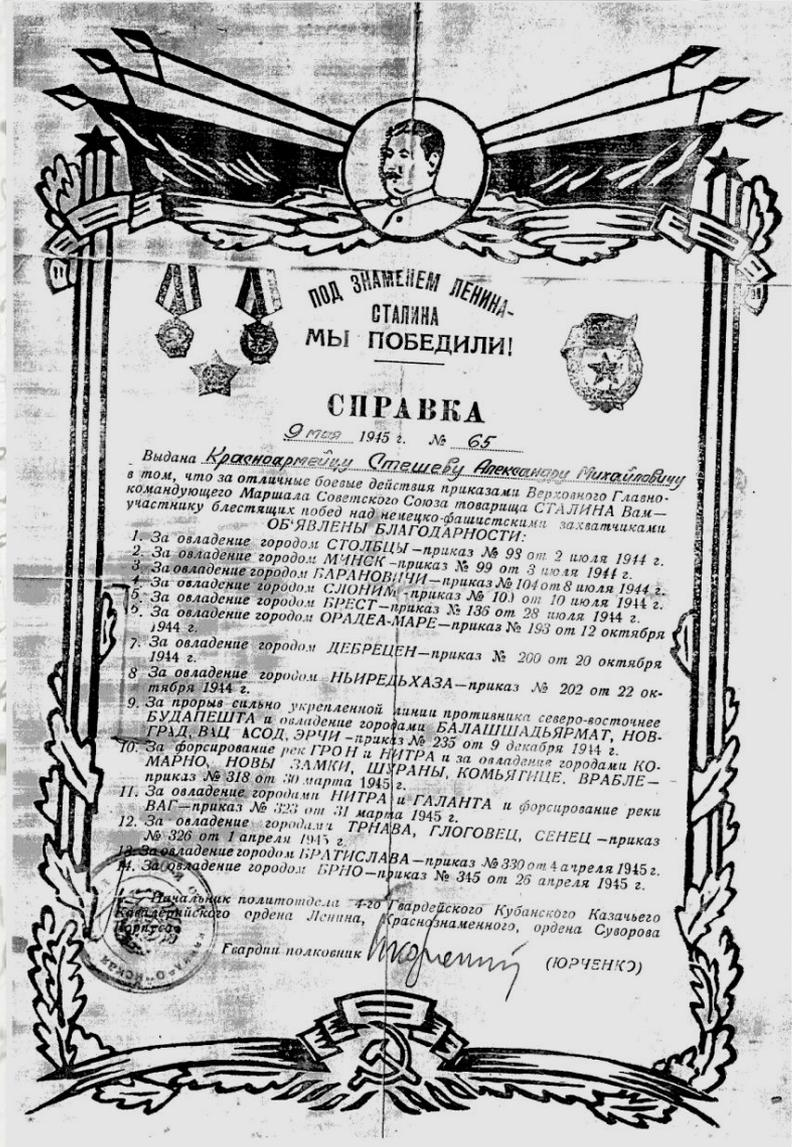 ПОД ЗНАМЕНЕМ ЛЕНИНА-
СТАЛИНА
МЫ ПОБЕДИЛИ!
СПРАВКА
9 мая 1945 г. № 65
Выдана Красноармейцу Стешеву Александру Михайловичу
в том, что за отличные боевые действия приказами Верховного Главно-
командующего Маршала Советского Союза товарища СТАЛИНА Вам—
участнику блестящих побед над немецко-фашистскими захватчиками
ОБ'ЯВЛЕНЫ БЛАГОДАРНОСТИ:
1. За овладение городом СТОЛБЦЫ—приказ № 93 от 2 июля 1944 г.
2. За овладение городом МИНСК—приказ № 99 от 3 июля 1944 г.
3. За овладение городом БАРАНОВИЧИ—приказ № 104 от 8 июля 1944 г.
4. За овладение городом СЛОНИМ—приказ № от 10 июля 1944 г.
5. За овладение городом БРЕСТ—приказ № 136 от 28 июля 1944 г.
6. За овладение городом ОРАДЕА-МАРЕ—приказ № 193 от 12 октября
1944 г.
7. За овладение городом ДЕБРЕЦЕН—приказ № 200 от 20 октября
1944 г.
8 За овладение городом НЬИРЕДЬХАЗА—приказ № 202 от 22 ок-
тября 1944 г.
9. За прорыв сильно укрепленной линии противника северо-восточнее
БУДАПЕШТА и овладение городами БАЛАШШАДЬЯРМАТ, НОВ-
ГРАД, ВАЦ АСОД, ЭРЧИ—приказ № 235 от 9 декабря 1944 г.
10. За форсирование рек ГРОН и НИТРА и за овладение городами КО-
МАРНО, НОВЫ ЗАМКИ, ШУРАНЫ, КОМЬЯТИЦЕ, ВРАБЛЕ—
приказ № 318 от 30 марта 1945 г.
11. За овладение городами НИТРА и ГАЛАНТА и форсирование реки
ВАГ—приказ № 323 от 31 марта 1945 г.
12. За овладение городами ТРНАВА, ГЛОГОВЕЦ, СЕНЕЦ—приказ
№ 326 от 1 апреля 1945 г.
13. За овладение городом БРАТИСЛАВА—приказ № 330 от 4 апреля 1945 г.
14. За овладение городом БРНО—приказ № 345 от 26 апреля 1945 г.
Начальник политотдела 4-го Гвардейского Кубанского Казачьего
Кавалерийского ордена Ленина, Краснознаменного, ордена Суворова
Корпуса
Гвардии полковник (ЮРЧЕНКО)